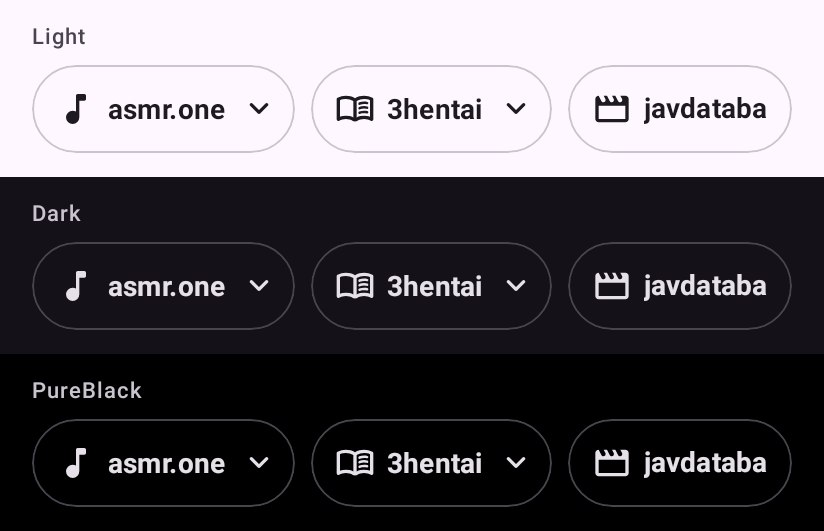 Light
asmr.one 3hentai javdataba
Dark
asmr.one 3hentai javdataba
PureBlack
asmr.one 3hentai javdataba